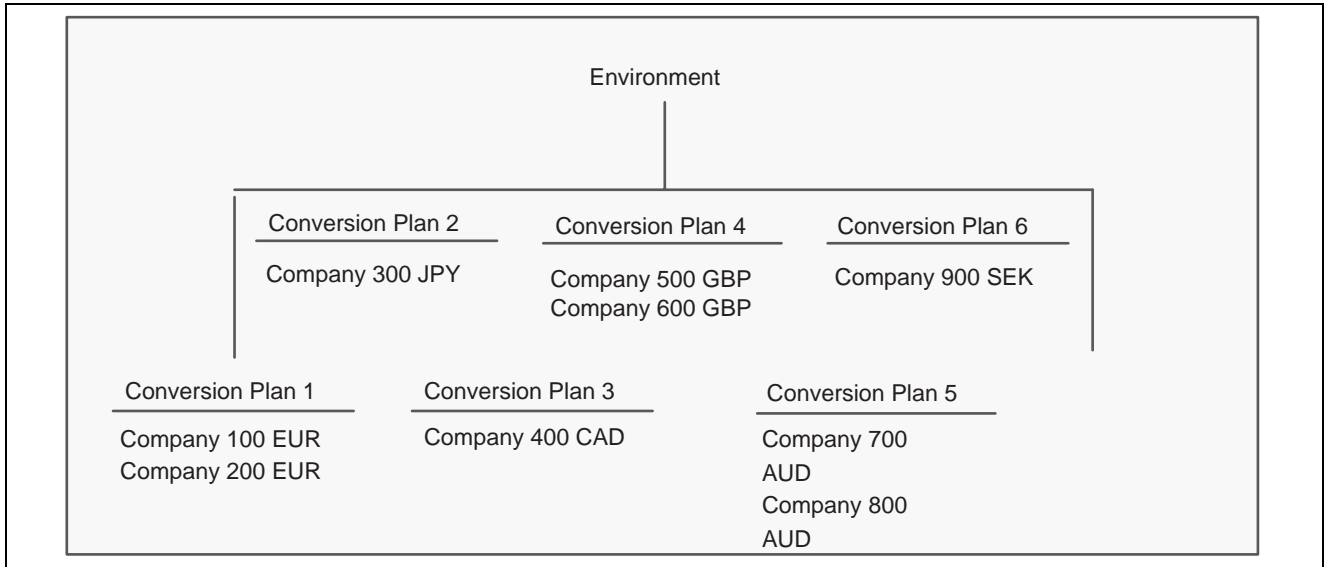 Environment
Conversion Plan 2
Company 300 JPY
Conversion Plan 4
Company 500 GBP
Company 600 GBP
Conversion Plan 6
Company 900 SEK
Conversion Plan 1
Company 100 EUR
Company 200 EUR
Conversion Plan 3
Company 400 CAD
Conversion Plan 5
Company 700
AUD
Company 800
AUD